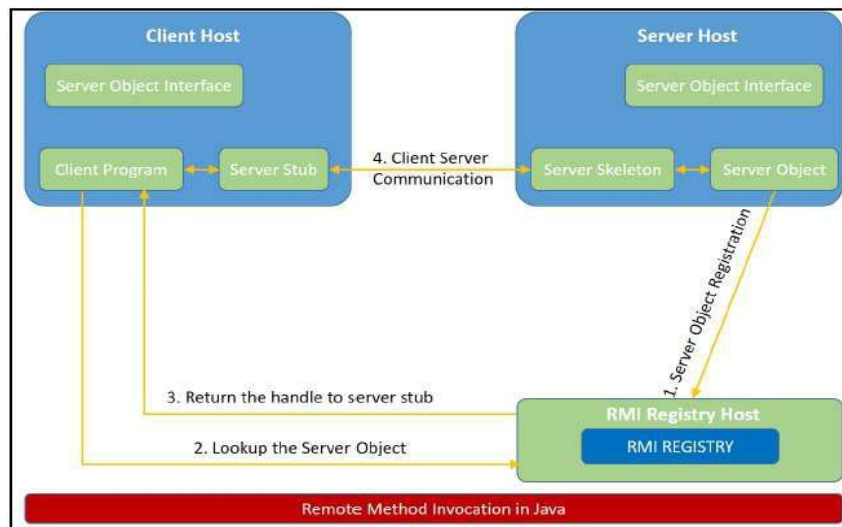 Client Host
Server Object Interface
Client Program
Server Stub
4. Client Server
Communication
Server Host
Server Object Interface
Server Skeleton
Server Object
1. Server Object Registration
3. Return the handle to server stub
2. Lookup the Server Object
RMI Registry Host
RMI REGISTRY
Remote Method Invocation in Java